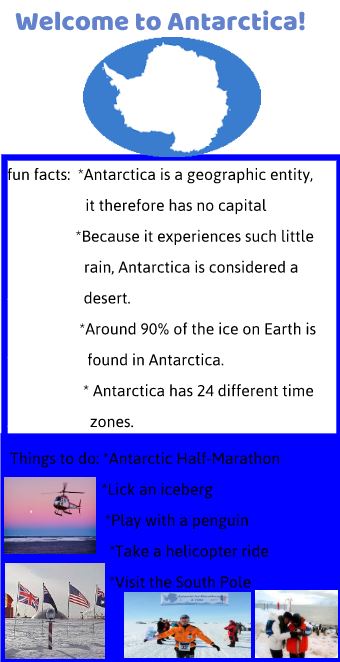 Welcome to Antarctica!
fun facts: *Antarctica is a geographic entity,
it therefore has no capital
*Because it experiences such little
rain, Antarctica is considered a
desert.
*Around 90% of the ice on Earth is
found in Antarctica.
* Antarctica has 24 different time
zones.
Things to do: *Antarctic Half-Marathon
*Lick an iceberg
*Play with a penguin
*Take a helicopter ride
*Visit the South Pole